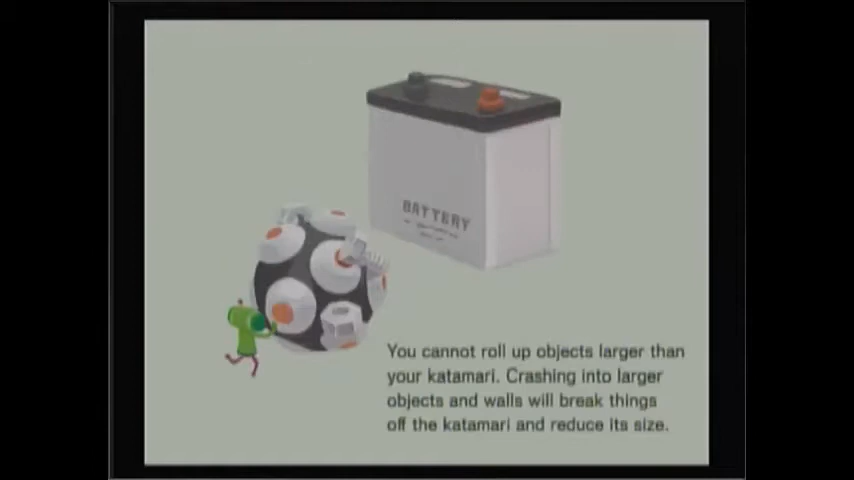 BATTERY
You cannot roll up objects larger than
your katamari. Crashing into larger
objects and walls will break things
off the katamari and reduce its size.